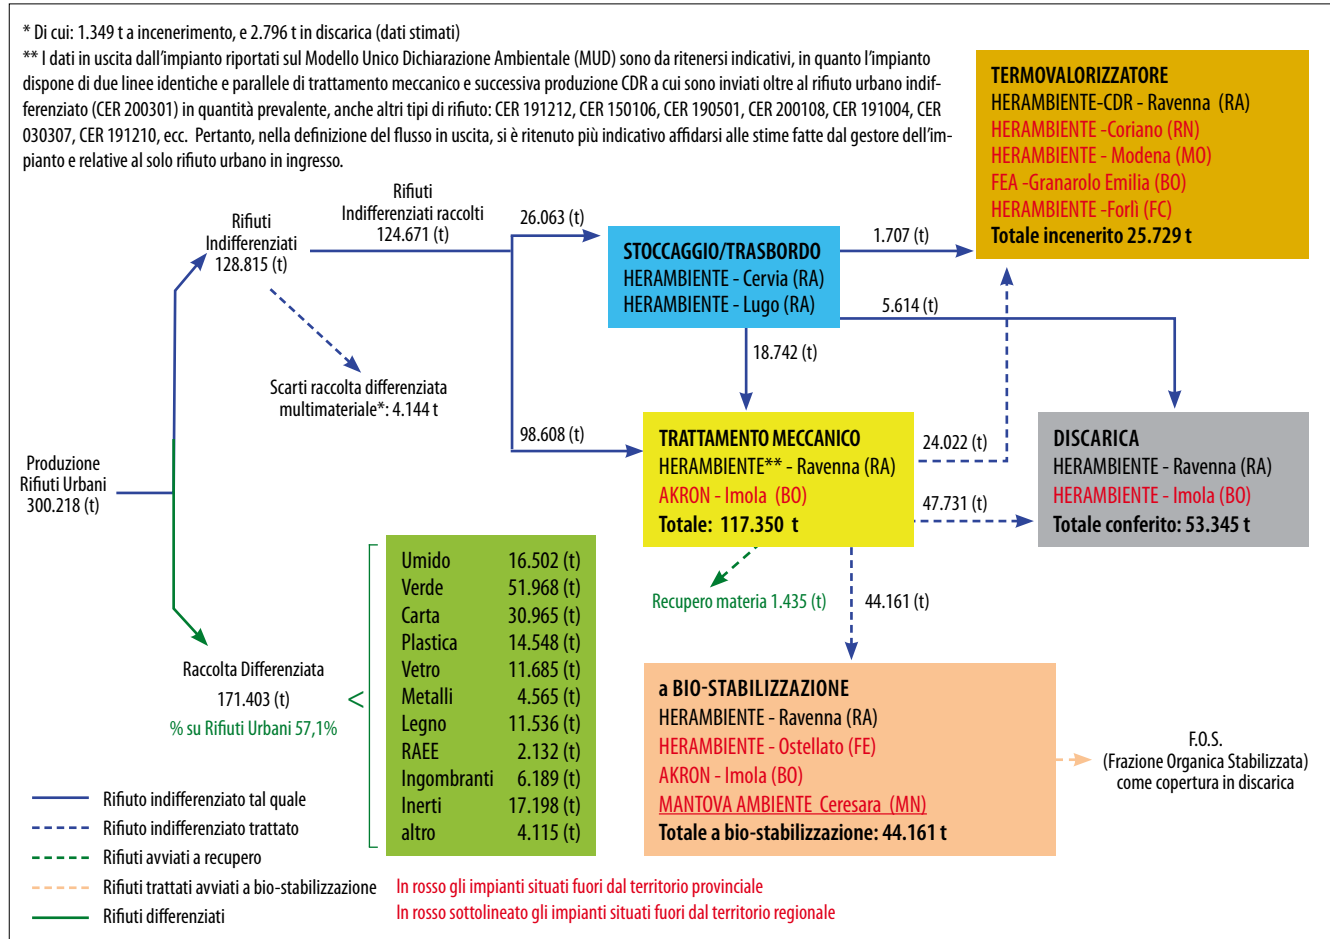 * Di cui: 1.349 t a incenerimento, e 2.796 t in discarica (dati stimati)
** I dati in uscita dall'impianto riportati sul Modello Unico Dichiarazione Ambientale (MUD) sono da ritenersi indicativi, in quanto l'impianto
dispone di due linee identiche e parallele di trattamento meccanico e successiva produzione CDR a cui sono inviati oltre al rifiuto urbano indif-
ferenziato (CER 200301) in quantità prevalente, anche altri tipi di rifiuto: CER 191212, CER 150106, CER 190501, CER 200108, CER 191004, CER
030307, CER 191210, ecc. Pertanto, nella definizione del flusso in uscita, si è ritenuto più indicativo affidarsi alle stime fatte dal gestore dell'im-
pianto e relative al solo rifiuto urbano in ingresso.
TERMOVALORIZZATORE
HERAMBIENTE-CDR - Ravenna (RA)
HERAMBIENTE -Coriano (RN)
HERAMBIENTE - Modena (MO)
FEA -Granarolo Emilia (BO)
HERAMBIENTE -Forlì (FC)
Totale incenerito 25.729 t
Rifiuti
Indifferenziati
128.815 (t)
Rifiuti
Indifferenziati raccolti
124.671 (t)
26.063 (t)
STOCCAGGIO/TRASBORDO
HERAMBIENTE - Cervia (RA)
HERAMBIENTE - Lugo (RA)
1.707 (t)
5.614 (t)
18.742 (t)
Scarti raccolta differenziata
multimateriale*: 4.144 t
98.608 (t)
TRATTAMENTO MECCANICO
HERAMBIENTE** - Ravenna (RA)
AKRON - Imola (BO)
Totale: 117.350 t
24.022 (t)
47.731 (t)
DISCARICA
HERAMBIENTE - Ravenna (RA)
HERAMBIENTE - Imola (BO)
Totale conferito: 53.345 t
Produzione
Rifiuti Urbani
300.218 (t)
Recupero materia 1.435 (t)
44.161 (t)
Raccolta Differenziata
171.403 (t)
% su Rifiuti Urbani 57,1%
<
Umido 16.502 (t)
Verde 51.968 (t)
Carta 30.965 (t)
Plastica 14.548 (t)
Vetro 11.685 (t)
Metalli 4.565 (t)
Legno 11.536 (t)
RAEE 2.132 (t)
Ingombranti 6.189 (t)
Inerti 17.198 (t)
altro 4.115 (t)
a BIO-STABILIZZAZIONE
HERAMBIENTE - Ravenna (RA)
HERAMBIENTE - Ostellato (FE)
AKRON - Imola (BO)
MANTOVA AMBIENTE Ceresara (MN)
Totale a bio-stabilizzazione: 44.161 t
F.O.S.
(Frazione Organica Stabilizzata)
come copertura in discarica
Rifiuto indifferenziato tal quale
Rifiuto indifferenziato trattato
Rifiuti avviati a recupero
Rifiuti trattati avviati a bio-stabilizzazione
Rifiuti differenziati
In rosso gli impianti situati fuori dal territorio provinciale
In rosso sottolineato gli impianti situati fuori dal territorio regionale